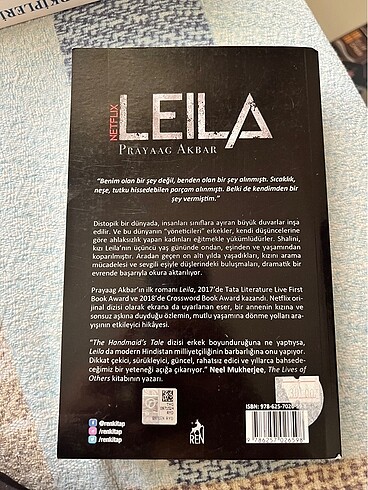 KİPLERİ
NETFLIX
LEILA
PRAYAAG AKBAR
"Benim olan bir şey değil, benden olan bir şey alınmıştı. Sıcaklık,
neşe, tutku hissedebilen parçam alınmıştı. Belki de kendimden bir
şey vermiştim."
Distopik bir dünyada, insanları sınıflara ayıran büyük duvarlar inşa
edilir. Ve bu dünyanın "yöneticileri" erkekler, kendi düşüncelerine
göre ahlaksızlık yapan kadınları eğitmekle yükümlüdürler. Shalini,
kızı Leila'nın üçüncü yaş gününde ondan, eşinden ve yaşamından
koparılmıştır. Aradan geçen on altı yılda yaşadıkları, kızını arama
mücadelesi ve sevgili eşiyle düşlerindeki buluşmaları, dramatik bir
evrende başarıyla okura aktarılıyor.
Prayaag Akbar'ın ilk romanı Leila, 2017'de Tata Literature Live First
Book Award ve 2018'de Crossword Book Award kazandı. Netflix ori-
jinal dizisi olarak ekrana da uyarlanan eser, bir annenin kızına ve
sonsuz aşkına duyduğu özlemin, mutlu yaşamına dönme yolları ara-
yışının etkileyici hikâyesi.
"The Handmaid's Tale dizisi erkek boyunduruğuna ne yaptıysa,
Leila da modern Hindistan milliyetçiliğinin barbarlığına onu yapıyor.
Dikkat çekici, sürükleyici, güncel, rahatsız edici ve yıllarca bahsede-
ceğimiz bir yeteneği açığa çıkarıyor." Neel Mukherjee, The Lives of
Others kitabının yazarı.
@renkitap
/renkitap
/renkitap
REN
ISBN: 978-625-7026-59-8
9 786257 026598